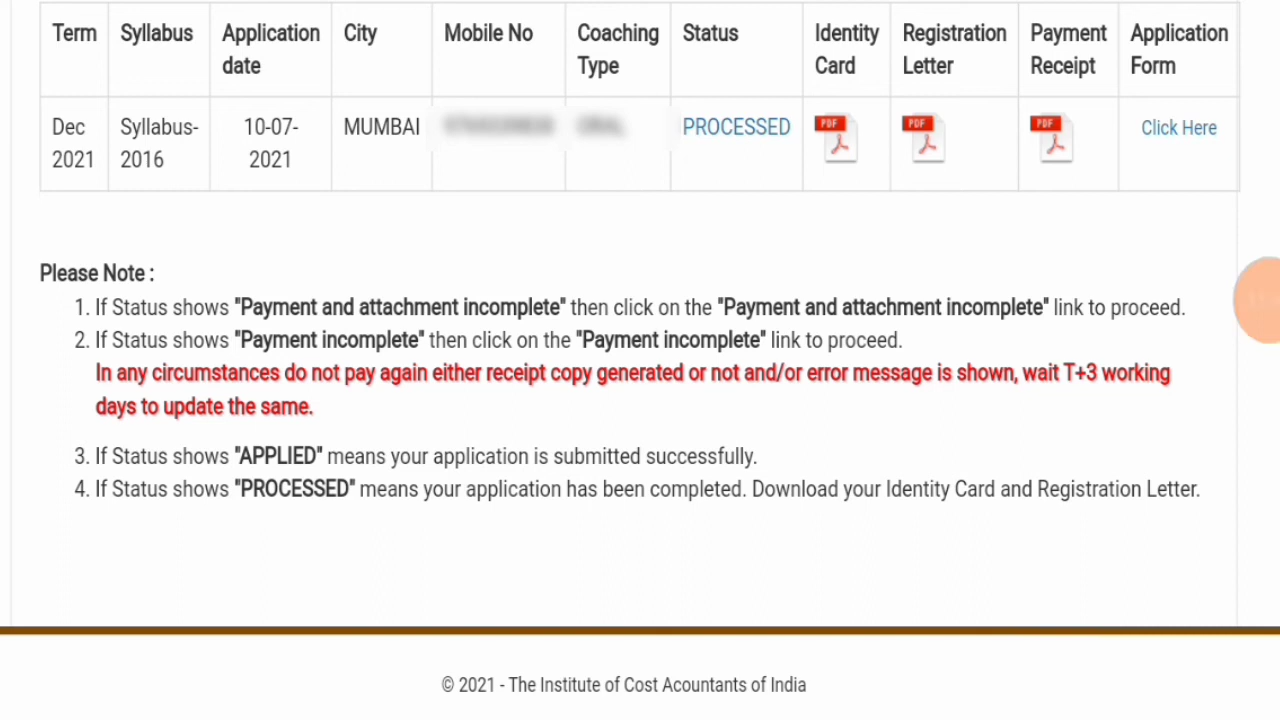 Term Syllabus Application date City Mobile No Coaching Type Status Identity Card Registration Letter Payment Receipt Application Form
Dec 2021 Syllabus-2016 10-07-2021 MUMBAI PROCESSED PDF PDF PDF Click Here
Please Note :
1. If Status shows "Payment and attachment incomplete" then click on the "Payment and attachment incomplete" link to proceed.
2. If Status shows "Payment incomplete" then click on the "Payment incomplete" link to proceed.
In any circumstances do not pay again either receipt copy generated or not and/or error message is shown, wait T+3 working
days to update the same.
3. If Status shows "APPLIED" means your application is submitted successfully.
4. If Status shows "PROCESSED" means your application has been completed. Download your Identity Card and Registration Letter.
© 2021 - The Institute of Cost Acountants of India